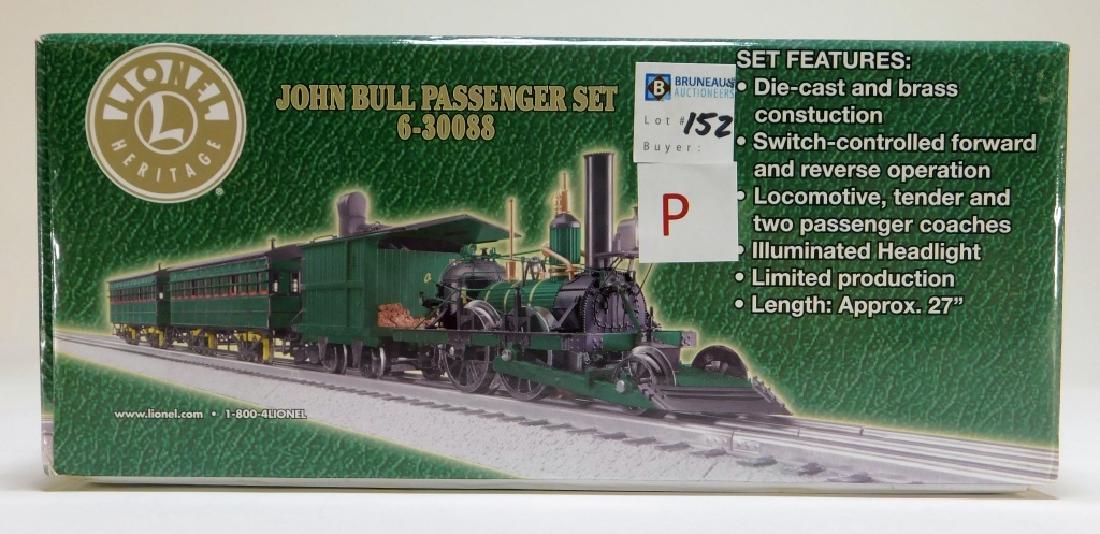 LIONEL
L
HERITAGE
®
JOHN BULL PASSENGER SET
6-30088
B BRUNEAU&
AUCTIONEERS
Lot # 152
Buyer:
P
SET FEATURES:
• Die-cast and brass
constuction
• Switch-controlled forward
and reverse operation
• Locomotive, tender and
two passenger coaches
• Illuminated Headlight
• Limited production
• Length: Approx. 27”
www.lionel.com • 1-800-4LIONEL